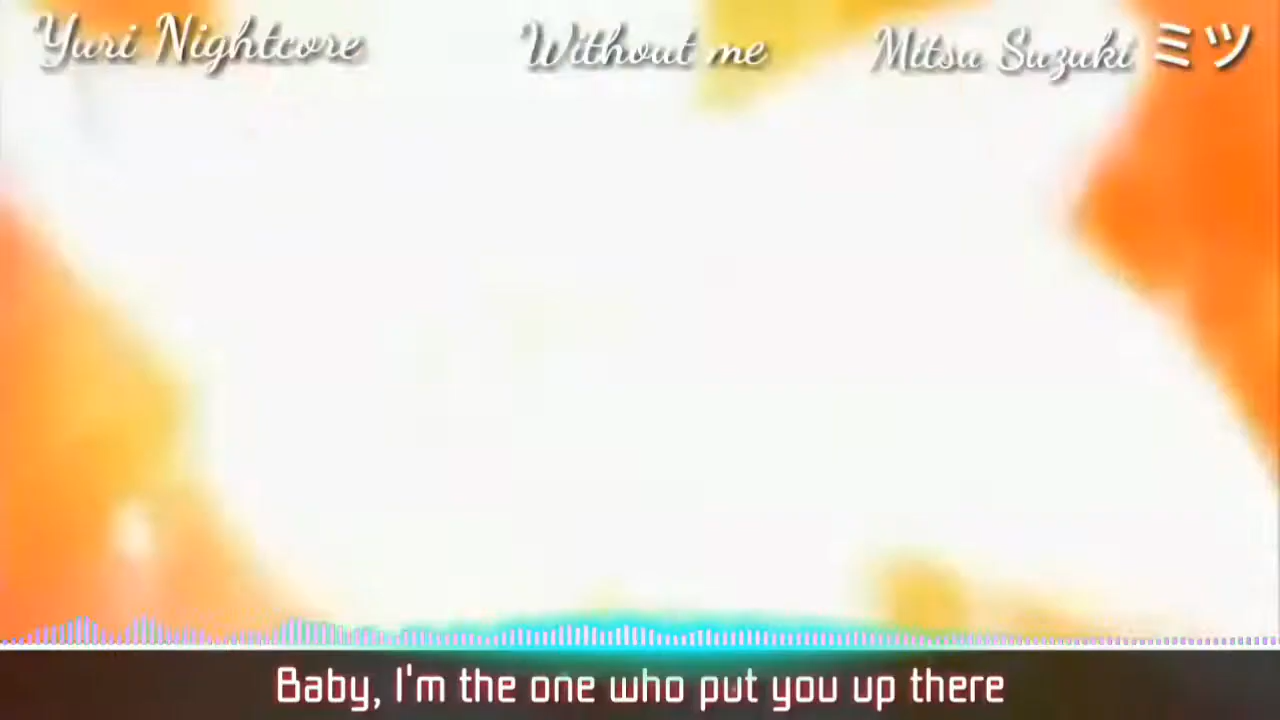 Yuri Nightcore
Without me
Mitsu Suzuki ミツ
Baby, I'm the one who put you up there